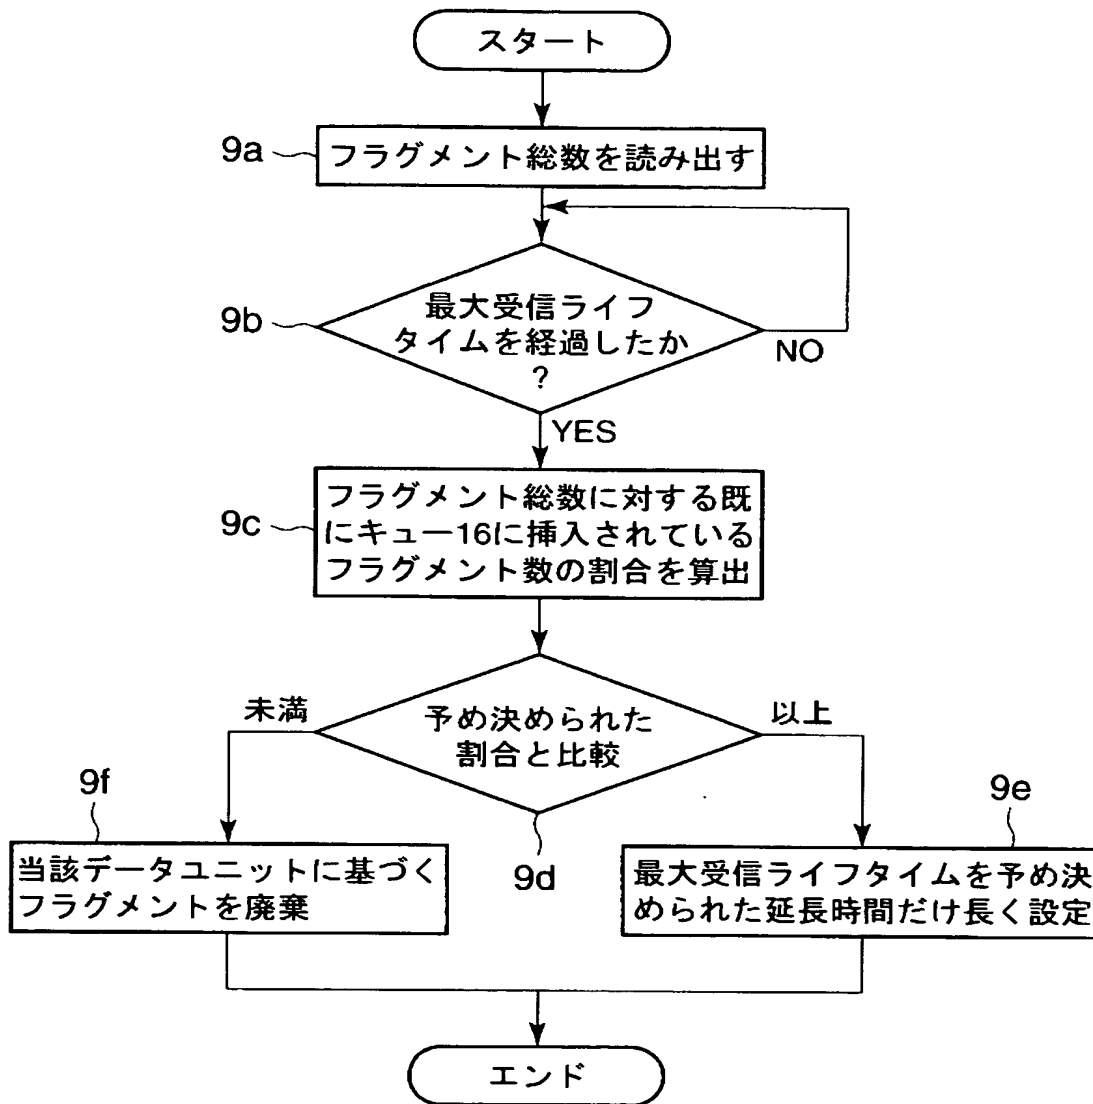 スタート
9a
フラグメント総数を読み出す
9b
最大受信ライフ
タイムを経過したか
?
NO
YES
9c
フラグメント総数に対する既
にキュー16に挿入されている
フラグメント数の割合を算出
未満
予め決められた
割合と比較
以上
9f
9d
9e
当該データユニットに基づく
フラグメントを廃棄
最大受信ライフタイムを予め決
められた延長時間だけ長く設定
エンド